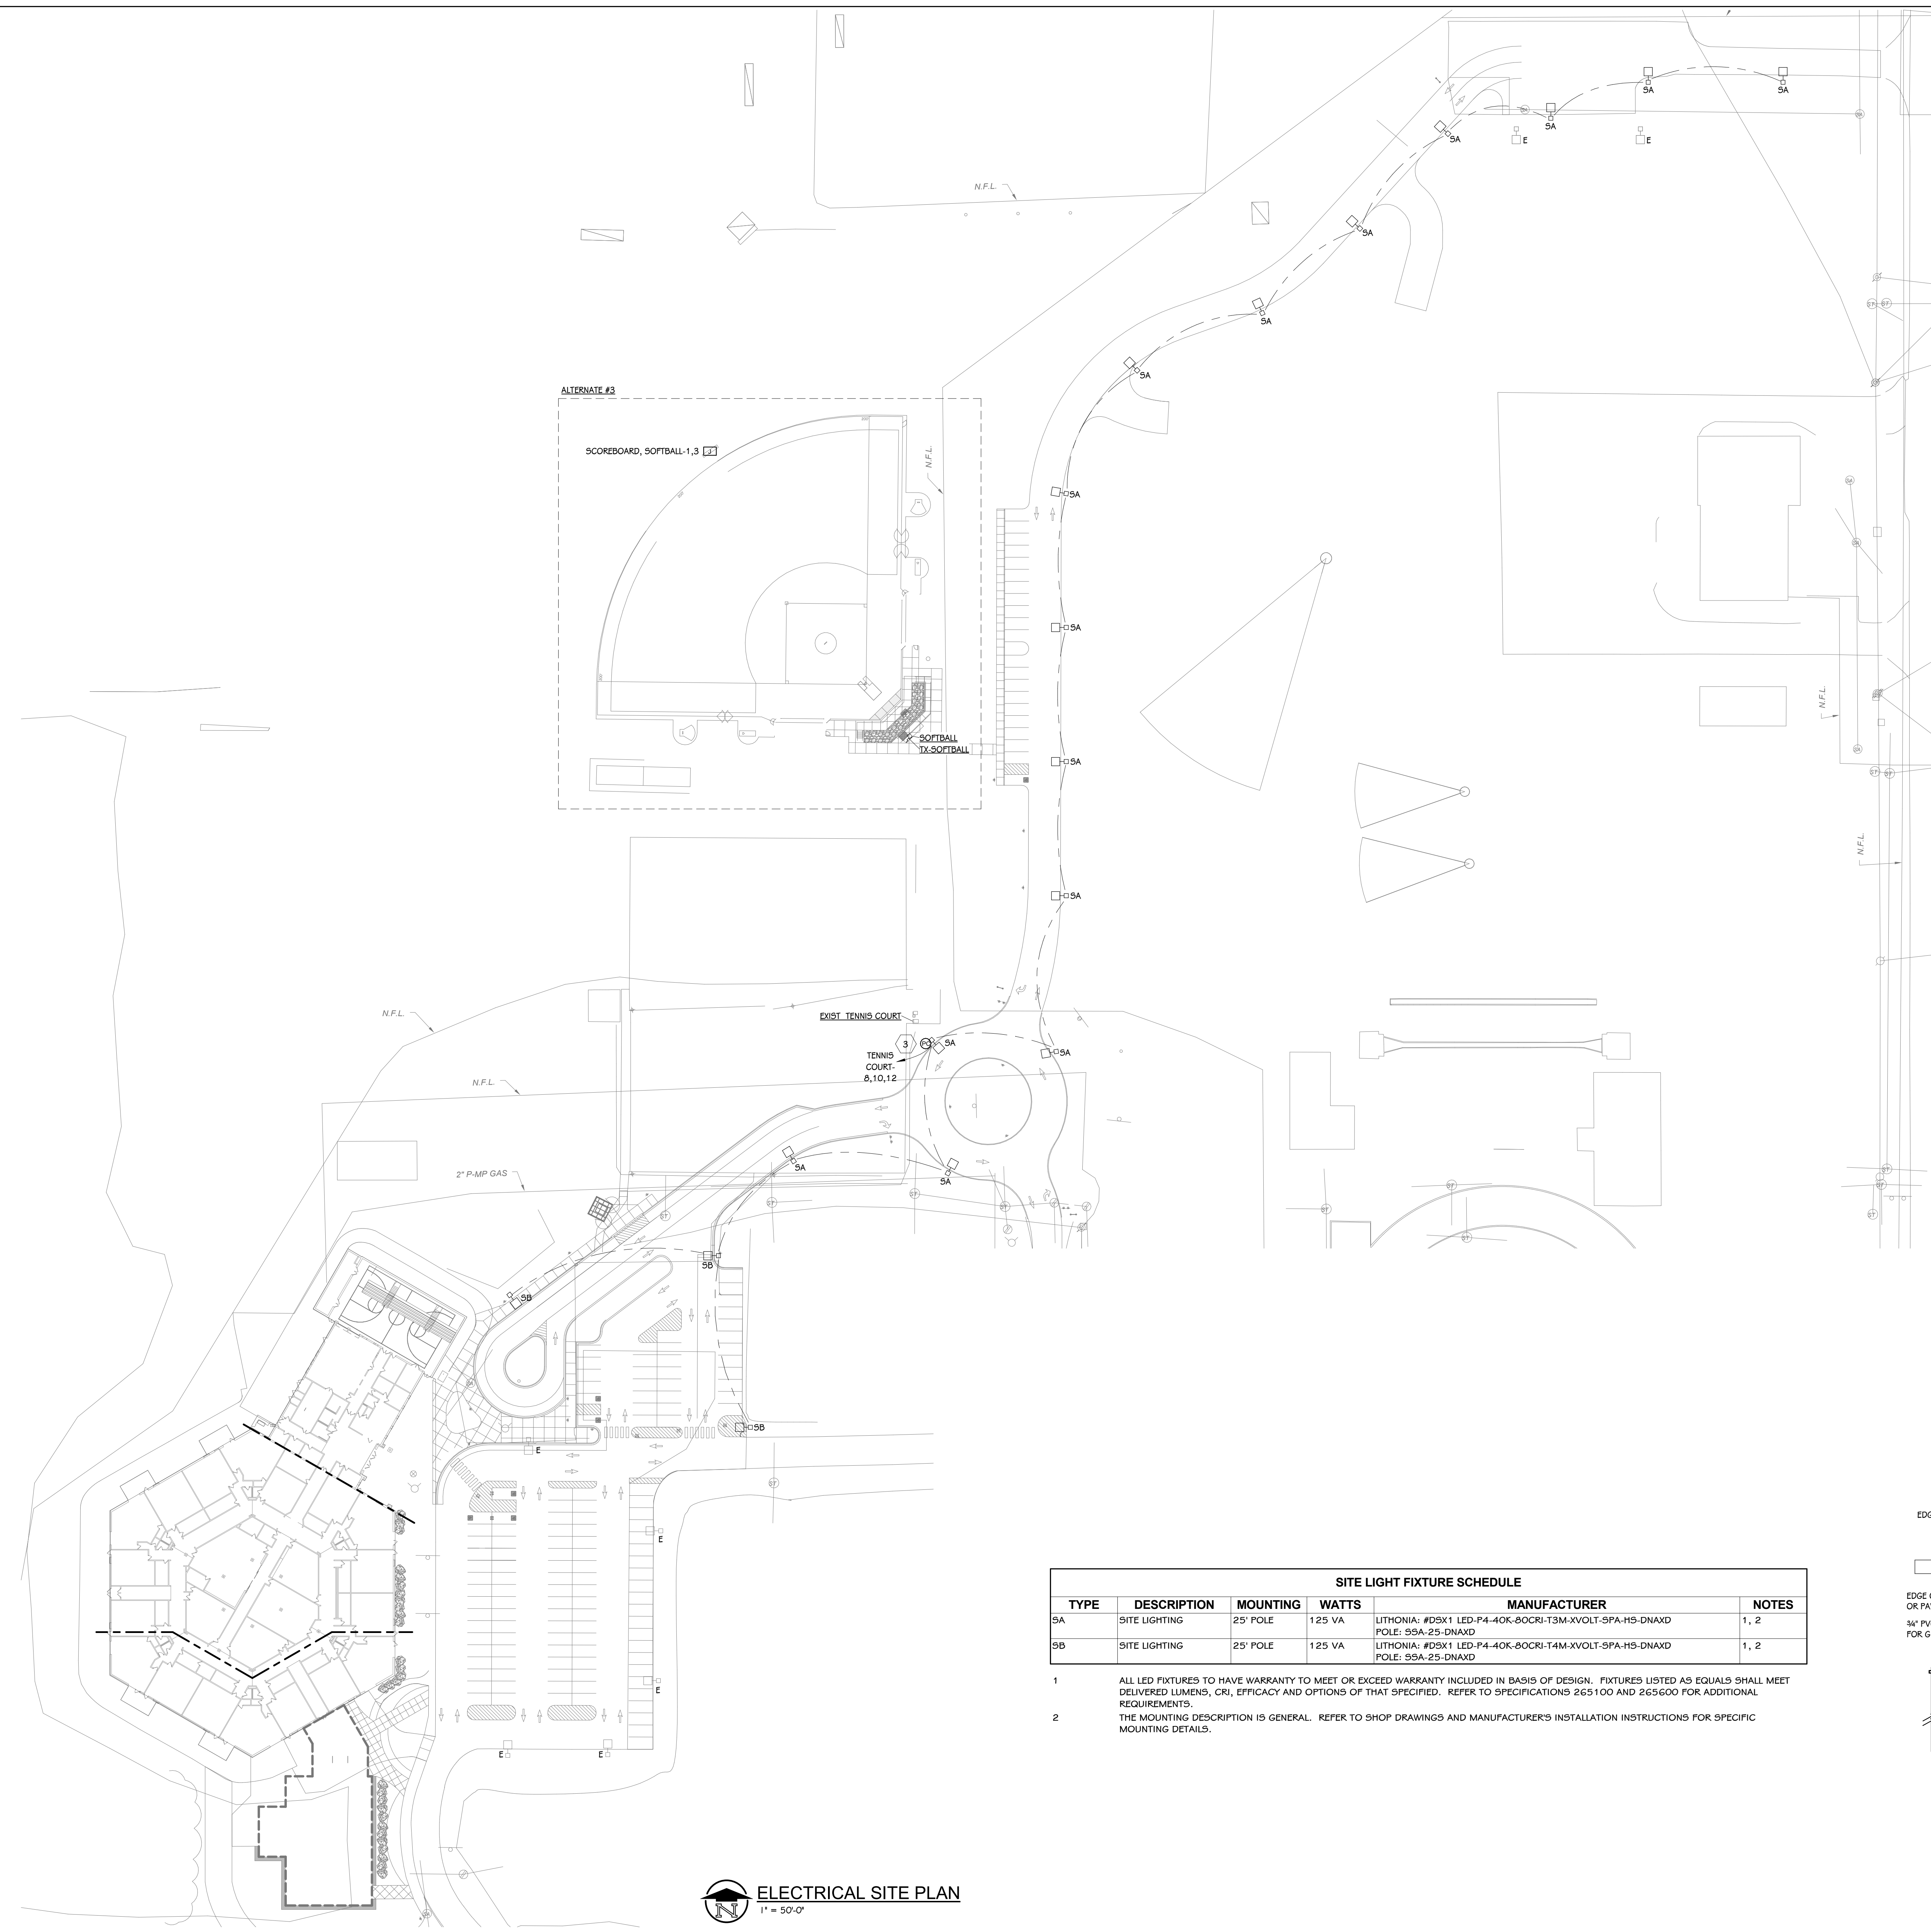 SA
SA
SA
SA
E
E
SA
N.F.L.
SA
SA
ALTERNATE #3
SCOREBOARD, SOFTBALL-1,3
J
N.F.L.
SA
SA
SOFTBALL
TX-SOFTBALL
SA
N.F.L.
N.F.L.
SA
N.F.L.
EXIST TENNIS COURT
3
PC
SA
SA
TENNIS
COURT-
8,10,12
N.F.L.
2" P-MP GAS
SA
SA
SB
SB
SB
E
E
E
E
E
SITE LIGHT FIXTURE SCHEDULE
TYPE DESCRIPTION MOUNTING WATTS MANUFACTURER NOTES
SA SITE LIGHTING 25' POLE 125 VA LITHONIA: #DSX1 LED-P4-40K-80CRI-T3M-XVOLT-SPA-HS-DNAXD 1, 2
POLE: SSA-25-DNAXD
SB SITE LIGHTING 25' POLE 125 VA LITHONIA: #DSX1 LED-P4-40K-80CRI-T4M-XVOLT-SPA-HS-DNAXD 1, 2
POLE: SSA-25-DNAXD
1 ALL LED FIXTURES TO HAVE WARRANTY TO MEET OR EXCEED WARRANTY INCLUDED IN BASIS OF DESIGN. FIXTURES LISTED AS EQUALS SHALL MEET
DELIVERED LUMENS, CRI, EFFICACY AND OPTIONS OF THAT SPECIFIED. REFER TO SPECIFICATIONS 265100 AND 265600 FOR ADDITIONAL
REQUIREMENTS.
2 THE MOUNTING DESCRIPTION IS GENERAL. REFER TO SHOP DRAWINGS AND MANUFACTURER'S INSTALLATION INSTRUCTIONS FOR SPECIFIC
MOUNTING DETAILS.
EDGE
OR
3/4"
FOR
N
ELECTRICAL SITE PLAN
1" = 50'-0"